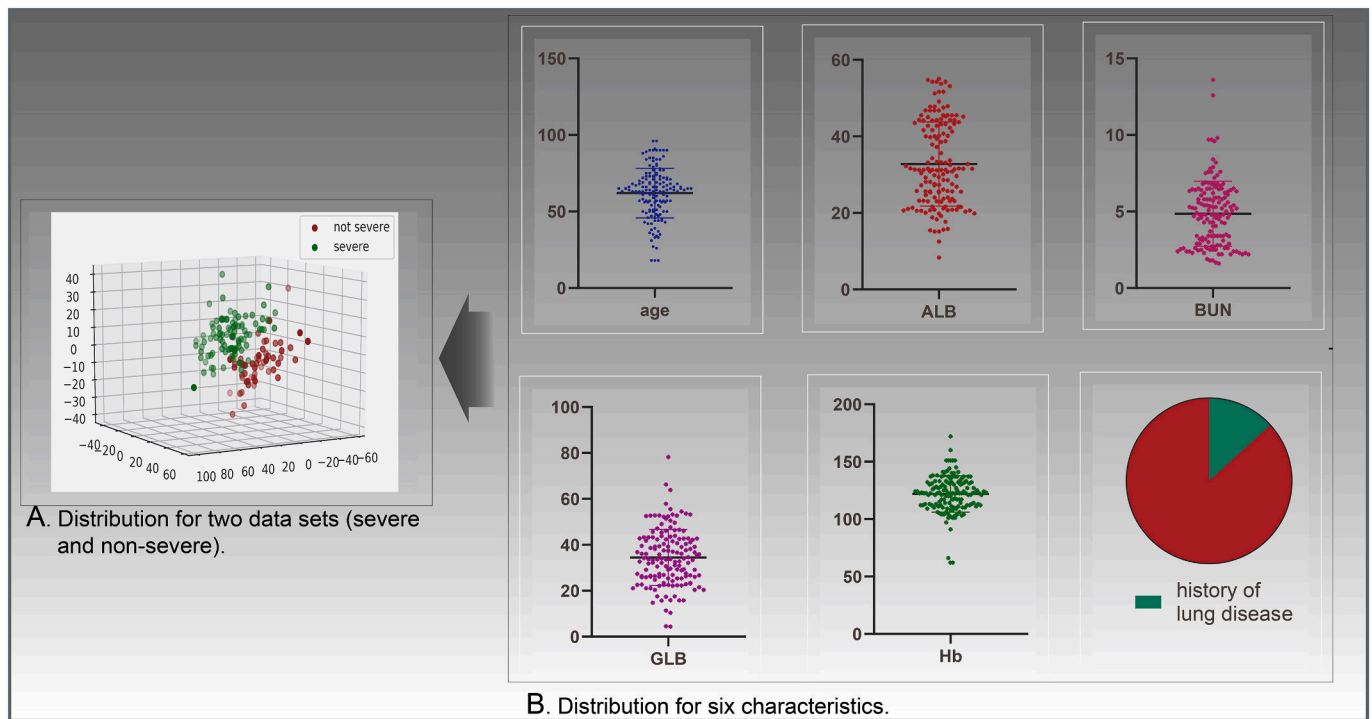 not severe
severe
40
30
20
10
0
-10
-20
-30
-40
-40 -20 0 20 40 60
100 80 60 40 20 0 -20 -40 -60
A. Distribution for two data sets (severe
and non-severe).
150
100
50
0
age
60
40
20
0
ALB
15
10
5
0
BUN
100
80
60
40
20
0
GLB
200
150
100
50
0
Hb
history of
lung disease
B. Distribution for six characteristics.